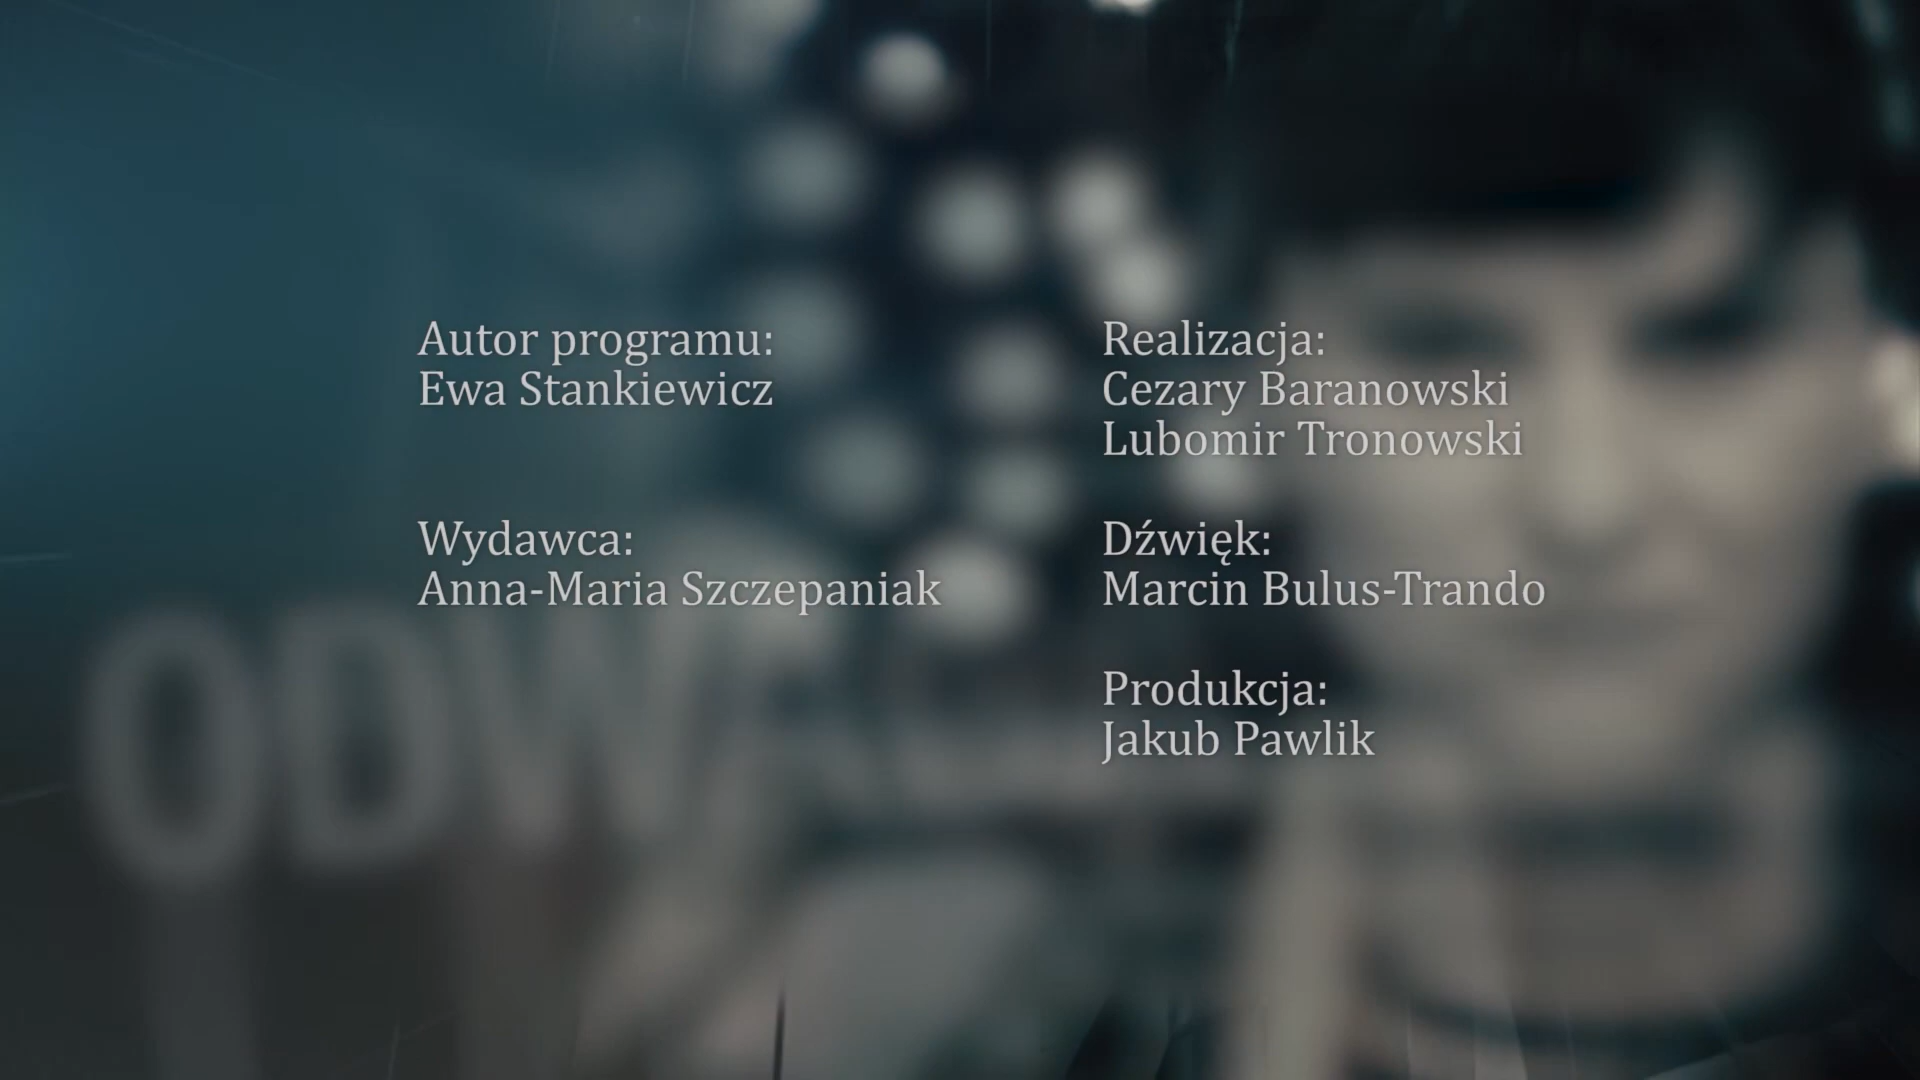 Autor programu:
Ewa Stankiewicz
Wydawca:
Anna-Maria Szczepaniak
Realizacja:
Cezary Baranowski
Lubomir Tronowski
Dźwięk:
Marcin Bulus-Trando
Produkcja:
Jakub Pawlik